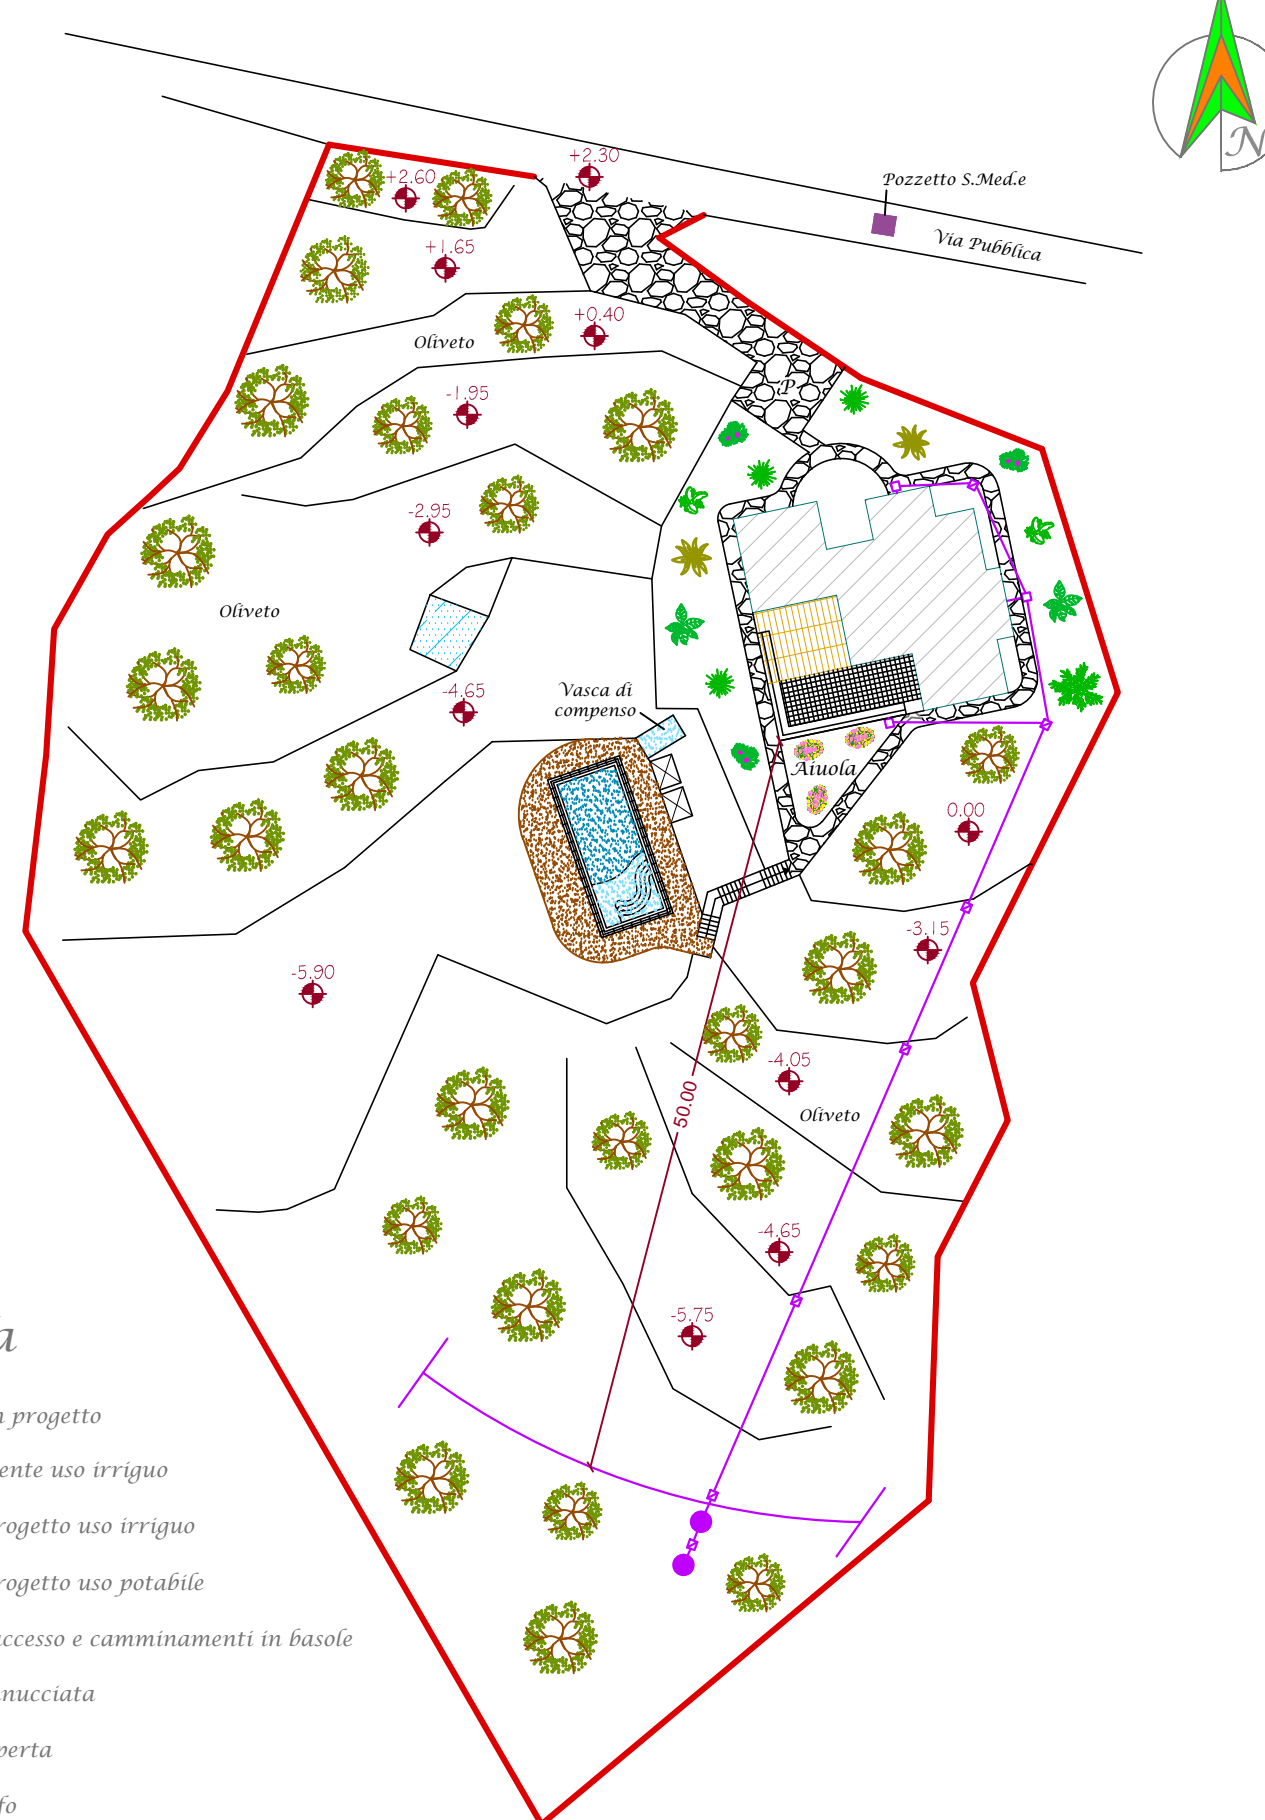 N
+2.30
Pozzetto S.Med.e
+2.60
Via Pubblica
+1.65
+0.40
Oliveto
P
-1.95
-2.95
Oliveto
-4.65
Vasca di
compenso
Aiuola
0.00
-3.15
-5.90
-4.05
50.00
Oliveto
-4.65
-5.75
a
progetto
ente uso irriguo
rogetto uso irriguo
rogetto uso potabile
accesso e camminamenti in basole
nnucciata
perta
fo